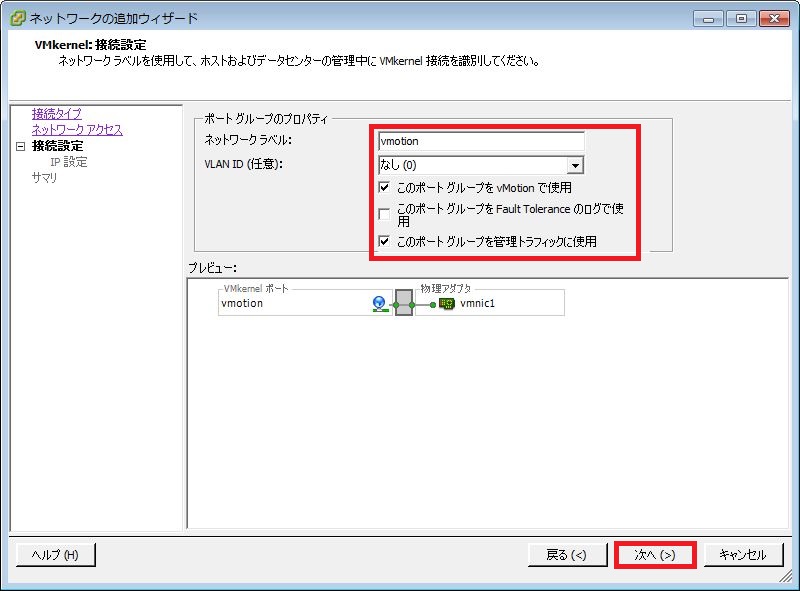 ネットワークの追加ウィザード
VMkernel: 接続設定
ネットワーク ラベルを使用して、ホストおよびデータセンターの管理中に VMkernel 接続を識別してください。
接続タイプ
ネットワーク アクセス
接続設定
IP 設定
サマリ
ポート グループのプロパティ
ネットワーク ラベル:
vmotion
VLAN ID (任意):
なし (0)
このポート グループを vMotion で使用
このポート グループを Fault Tolerance のログで使
用
このポート グループを管理トラフィックに使用
プレビュー:
VMkernel ポート
物理アダプタ
vmotion
vmnic1
ヘルプ (H)
戻る (<)
次へ (>)
キャンセル